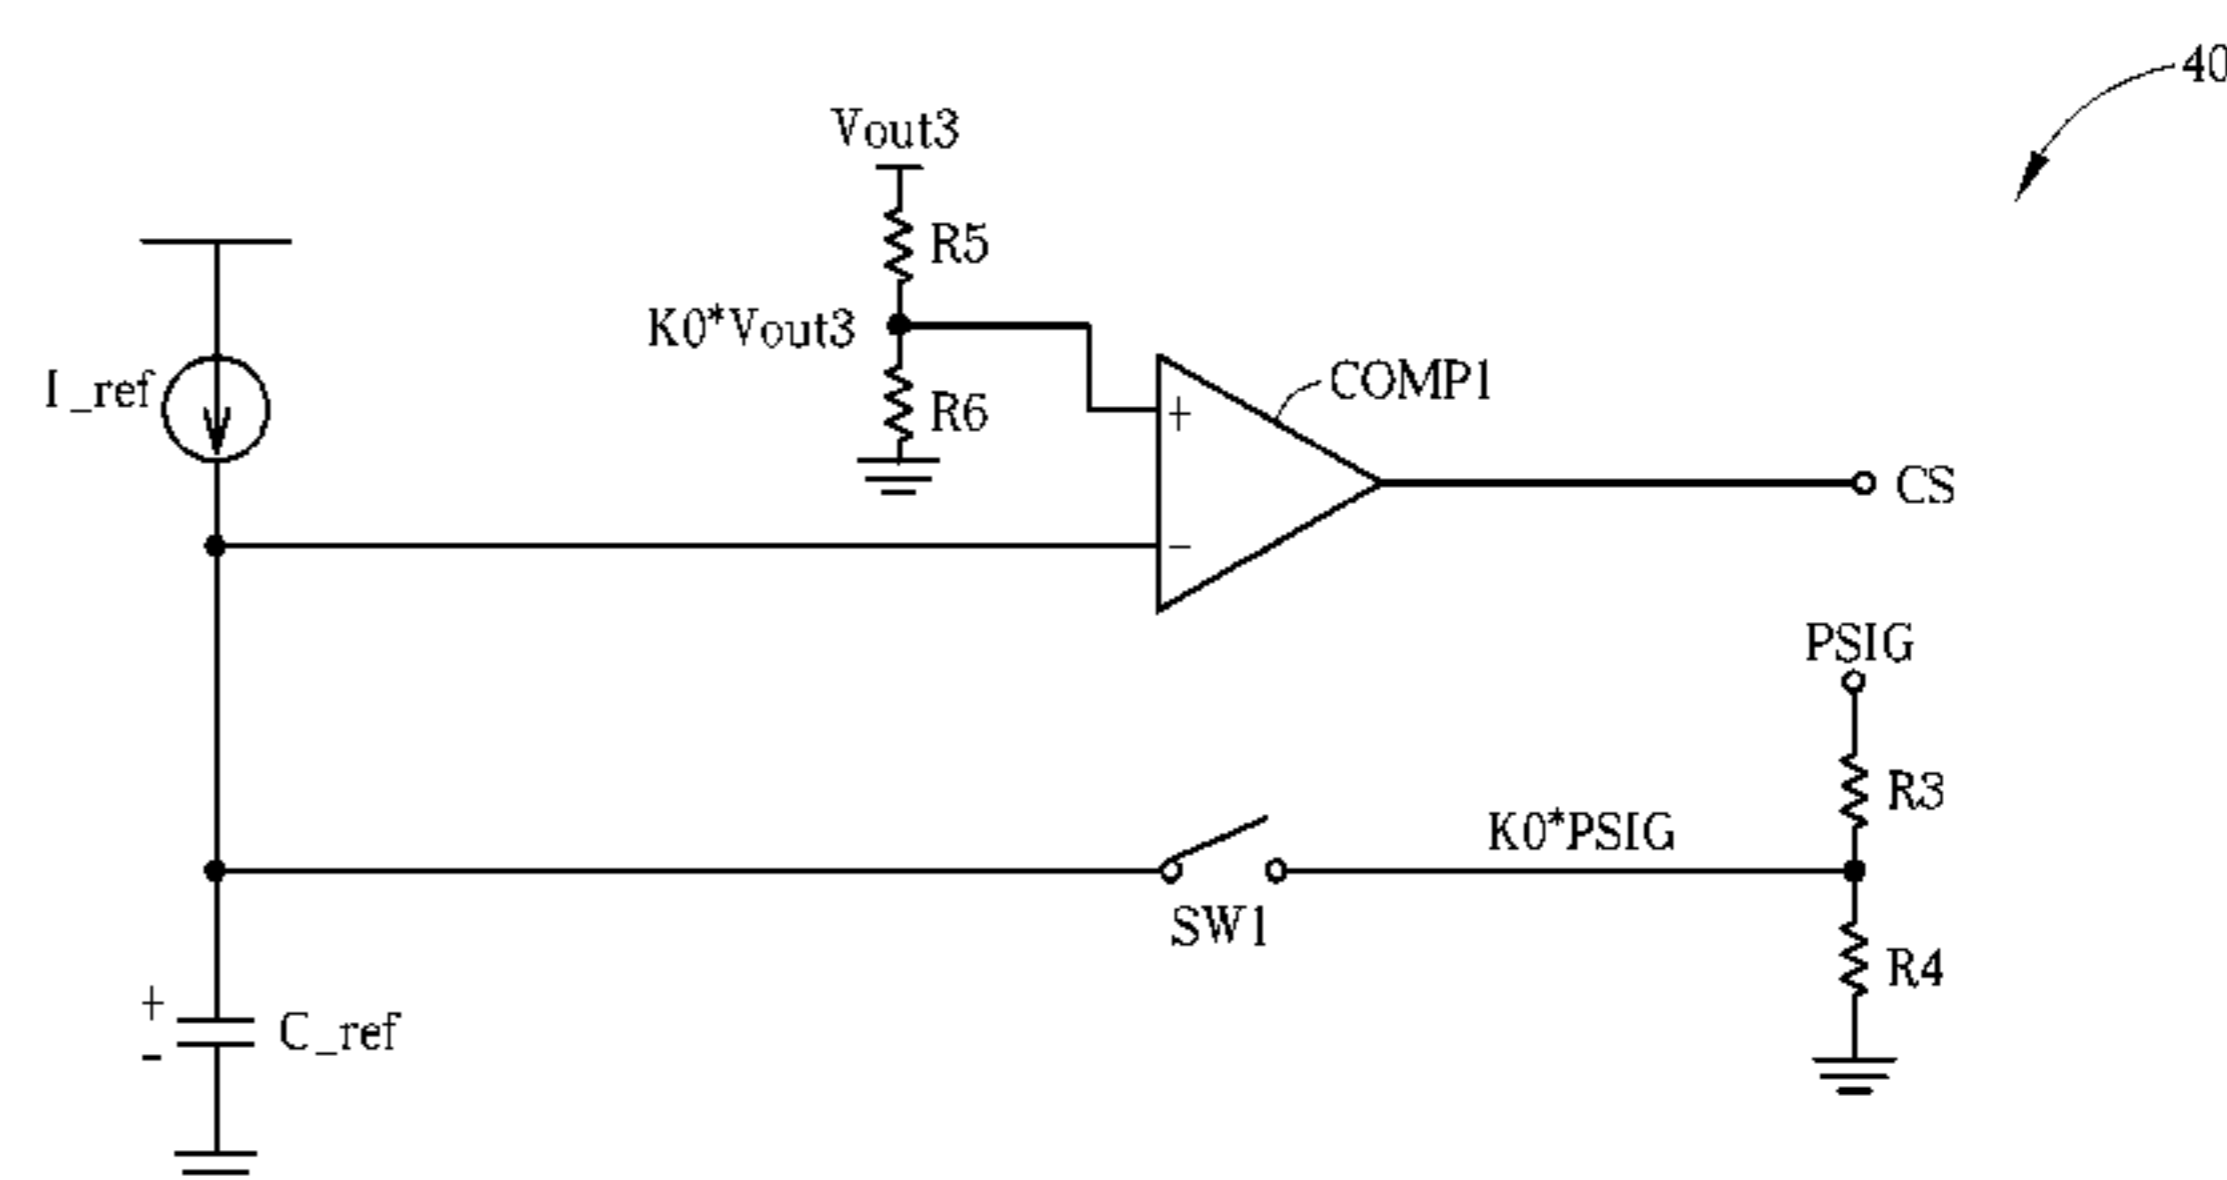 40
Vout3
R5
K0*Vout3
I_ref
COMP1
+
R6
CS
−
PSIG
R3
K0*PSIG
SW1
R4
+
C_ref
-